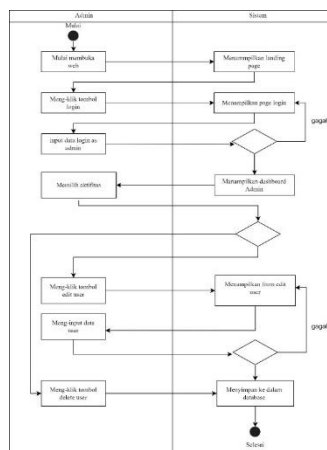 Admin
Sistem
Mulai
Mulai membuka
web
Menampilkan landing
page
Meng-klik tombol
login
Menampilkan page login
Input data login as
admin
gagal
Memilih aktifitas
Menampilkan dashboard
Admin
Meng-klik tombol
edit user
Menampilkan form edit
user
Meng-input data
user
gagal
Meng-klik tombol
delete user
Menyimpan ke dalam
database
Selesai